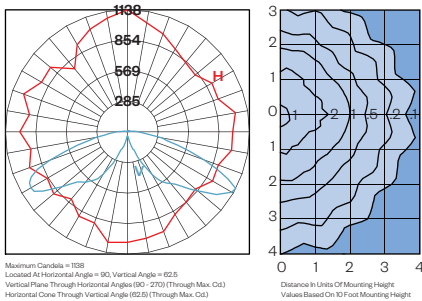 1138
854
569
285
H
V
Maximum Candela = 1138
Located At Horizontal Angle = 90, Vertical Angle = 62.5
Vertical Plane Through Horizontal Angles (90 - 270) (Through Max. Cd.)
Horizontal Cone Through Vertical Angle (62.5) (Through Max. Cd.)
3
2
1
0
1
2
3
4
1 2 1 .5 .2 .1
0 1 2 3 4
Distance In Units Of Mounting Height
Values Based On 10 Foot Mounting Height